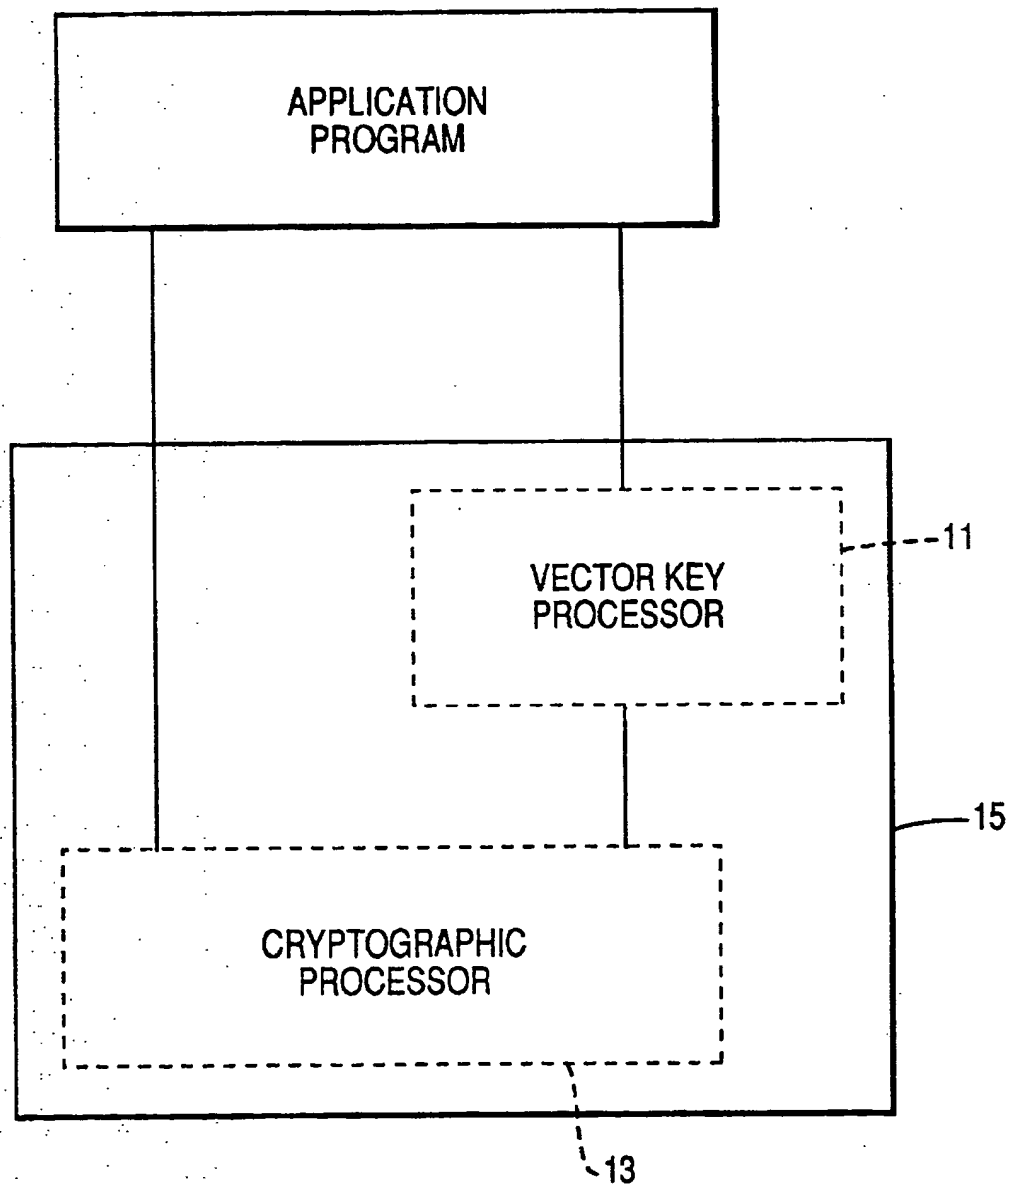 APPLICATION
PROGRAM
11
VECTOR KEY
PROCESSOR
15
CRYPTOGRAPHIC
PROCESSOR
13